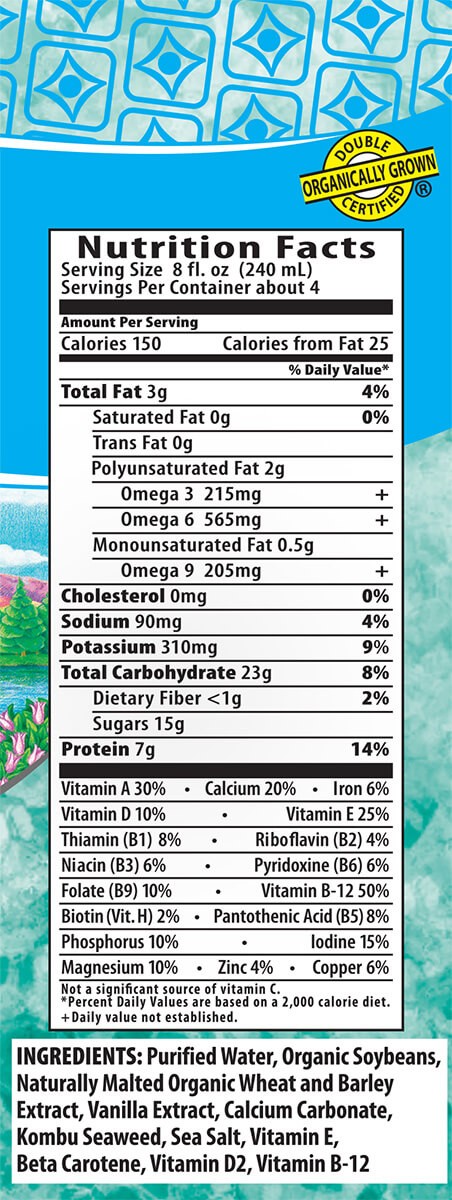 DOUBLE
ORGANICALLY GROWN
CERTIFIED ®
Nutrition Facts
Serving Size 8 fl. oz (240 mL)
Servings Per Container about 4
Amount Per Serving
Calories 150 Calories from Fat 25
% Daily Value*
Total Fat 3g 4%
Saturated Fat 0g 0%
Trans Fat 0g
Polyunsaturated Fat 2g
Omega 3 215mg +
Omega 6 565mg +
Monounsaturated Fat 0.5g
Omega 9 205mg +
Cholesterol 0mg 0%
Sodium 90mg 4%
Potassium 310mg 9%
Total Carbohydrate 23g 8%
Dietary Fiber <1g 2%
Sugars 15g
Protein 7g 14%
Vitamin A 30% • Calcium 20% • Iron 6%
Vitamin D 10% • Vitamin E 25%
Thiamin (B1) 8% • Riboflavin (B2) 4%
Niacin (B3) 6% • Pyridoxine (B6) 6%
Folate (B9) 10% • Vitamin B-12 50%
Biotin (Vit. H) 2% • Pantothenic Acid (B5) 8%
Phosphorus 10% • Iodine 15%
Magnesium 10% • Zinc 4% • Copper 6%
Not a significant source of vitamin C.
*Percent Daily Values are based on a 2,000 calorie diet.
+Daily value not established.
INGREDIENTS: Purified Water, Organic Soybeans,
Naturally Malted Organic Wheat and Barley
Extract, Vanilla Extract, Calcium Carbonate,
Kombu Seaweed, Sea Salt, Vitamin E,
Beta Carotene, Vitamin D2, Vitamin B-12